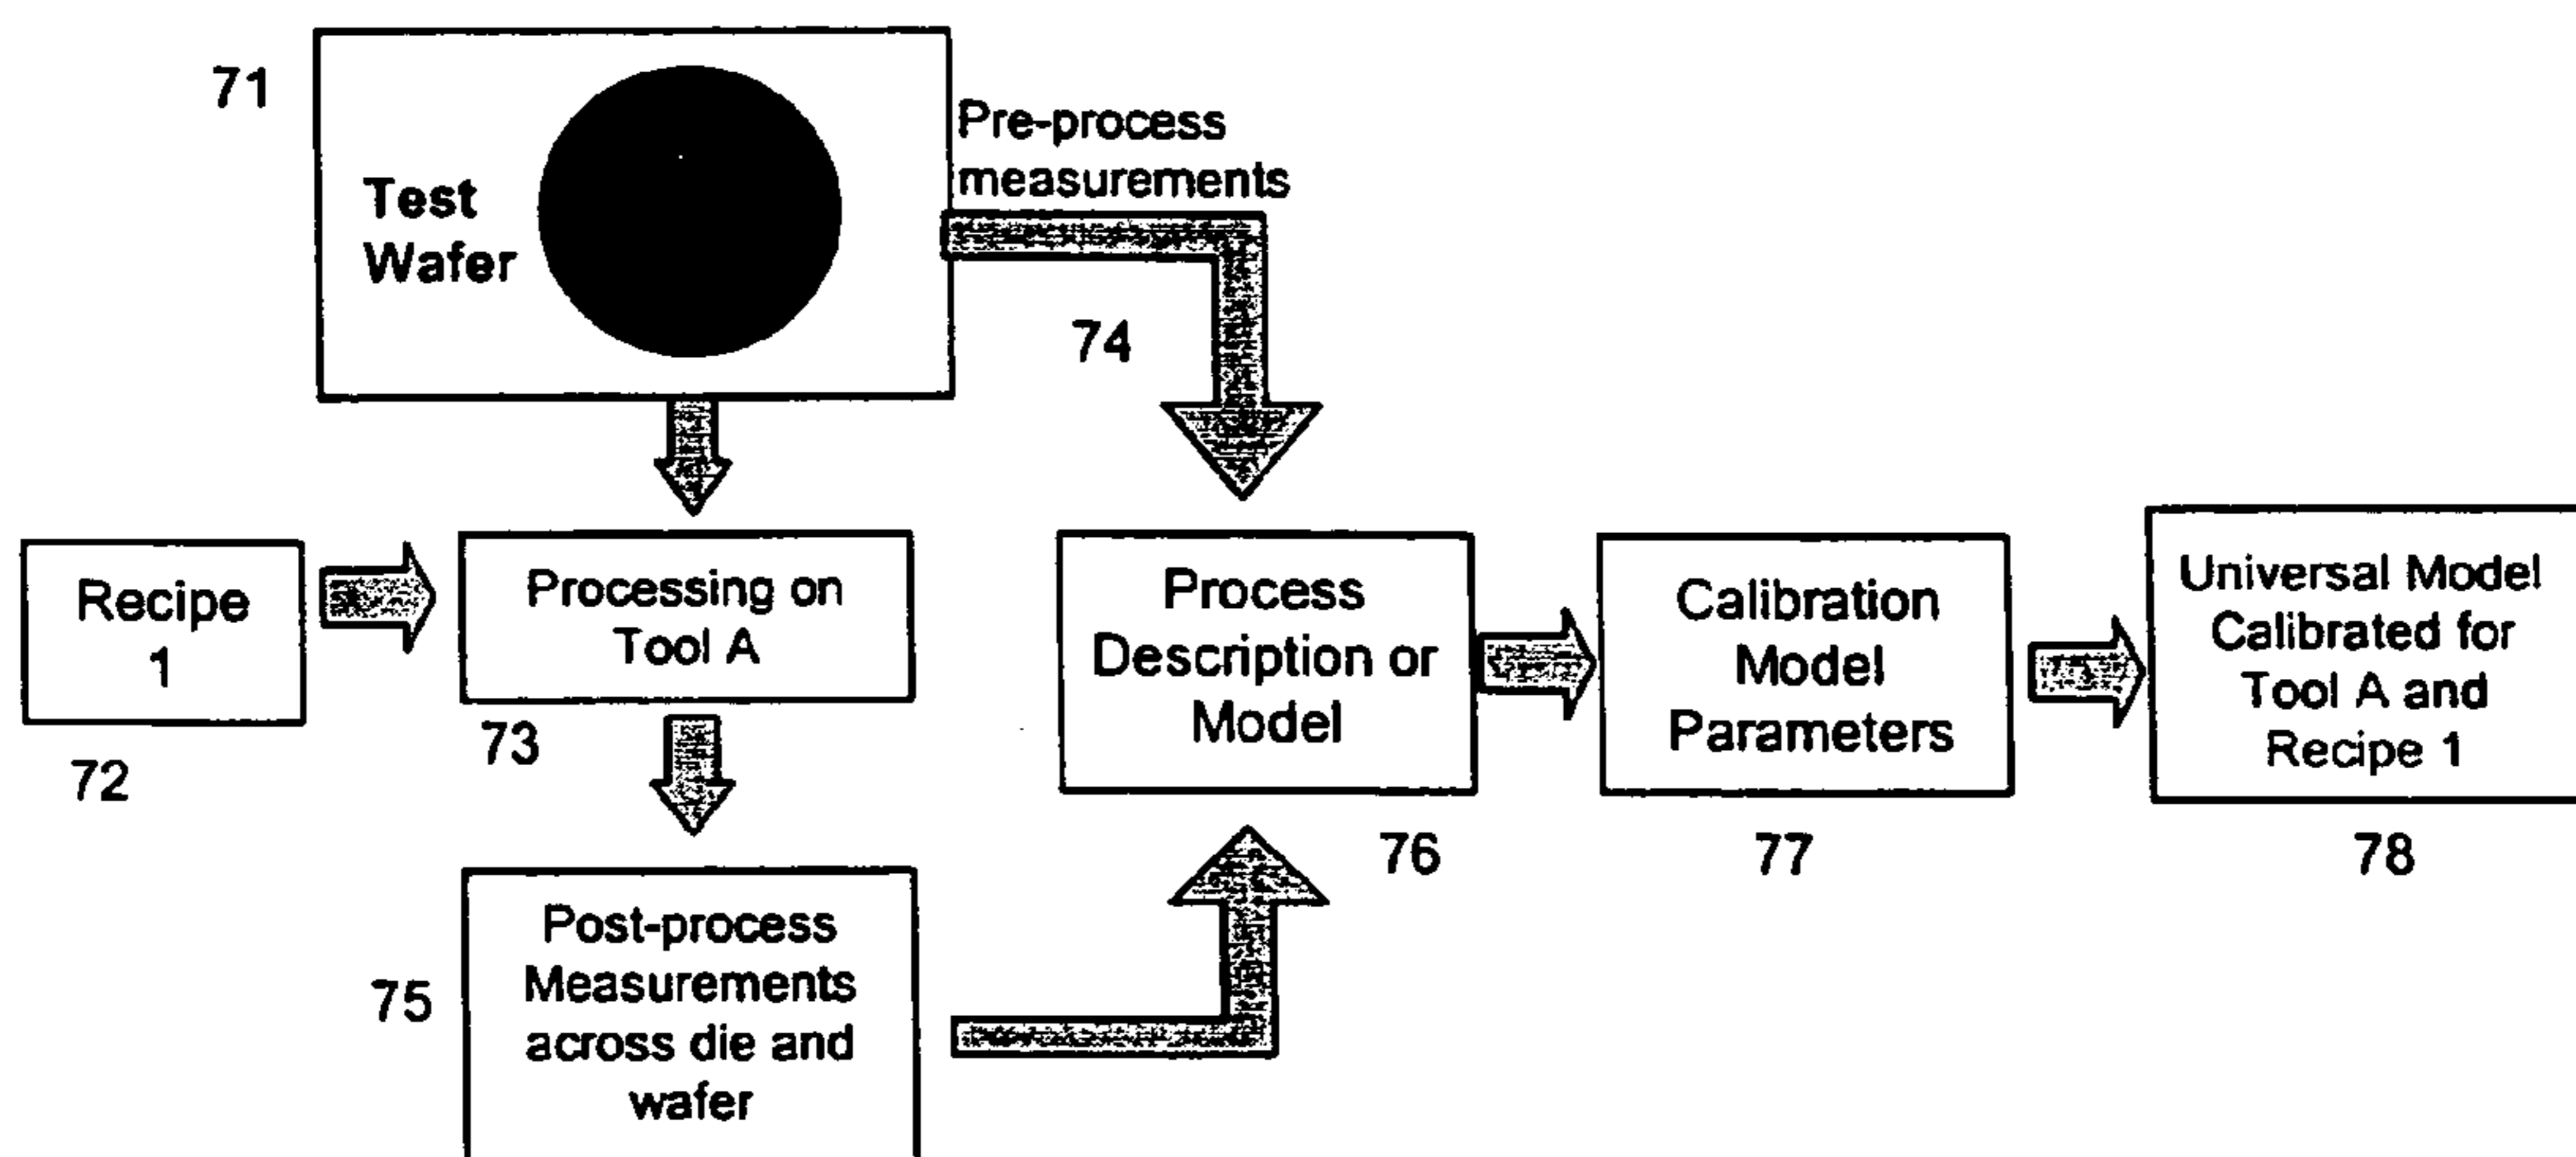 71
Test
Wafer
Pre-process
measurements
74
Recipe
1
72
Processing on
Tool A
73
Post-process
Measurements
across die and
wafer
75
Process
Description or
Model
76
Calibration
Model
Parameters
77
Universal Model
Calibrated for
Tool A and
Recipe 1
78